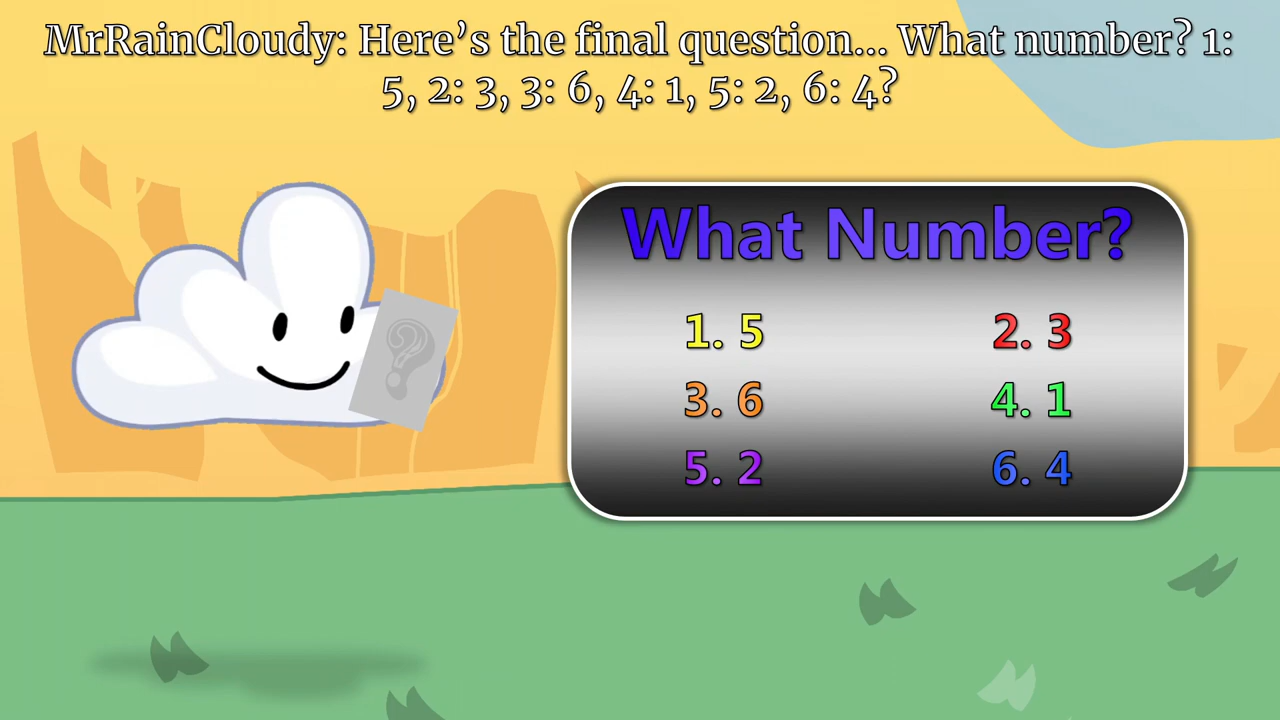 MrRainCloudy: Here’s the final question... What number? 1:
5, 2: 3, 3: 6, 4: 1, 5: 2, 6: 4?
What Number?
1. 5 2. 3
3. 6 4. 1
5. 2 6. 4
?